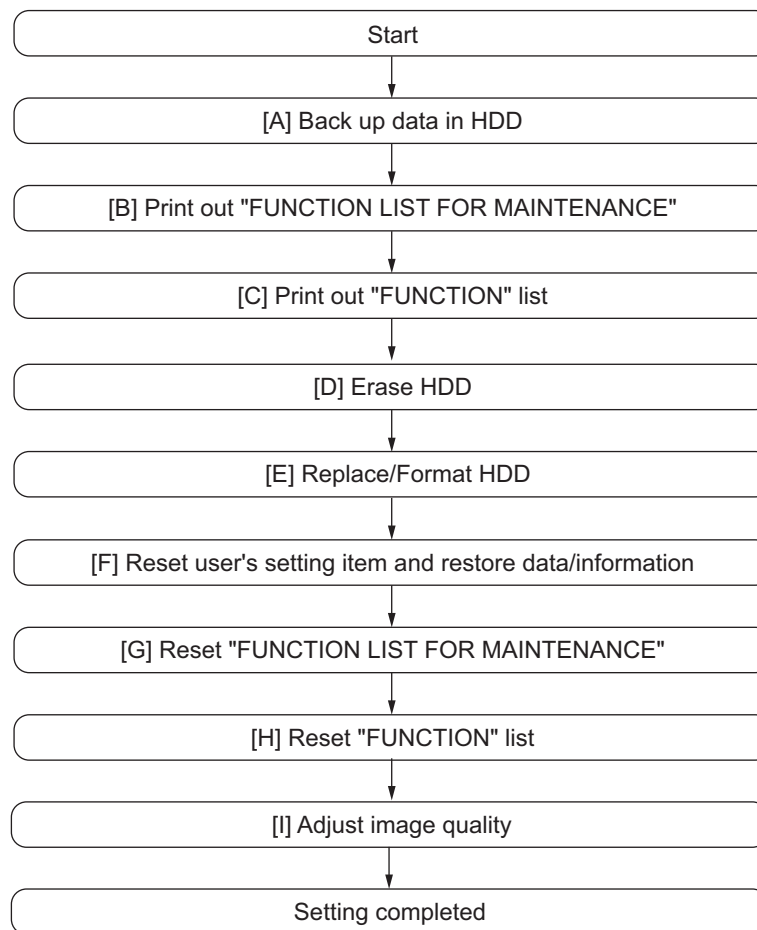 Start
[A] Back up data in HDD
[B] Print out "FUNCTION LIST FOR MAINTENANCE"
[C] Print out "FUNCTION" list
[D] Erase HDD
[E] Replace/Format HDD
[F] Reset user's setting item and restore data/information
[G] Reset "FUNCTION LIST FOR MAINTENANCE"
[H] Reset "FUNCTION" list
[I] Adjust image quality
Setting completed